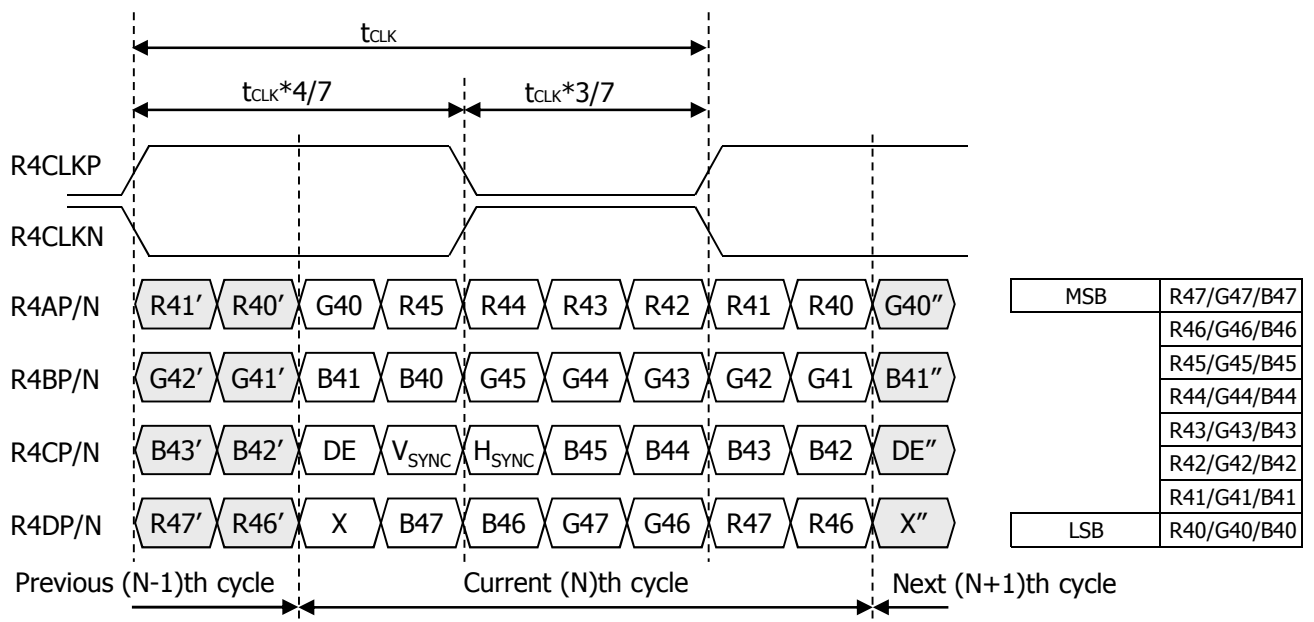 tCLK
tCLK*4/7 tCLK*3/7
R4CLKP
R4CLKN
R4AP/N R41’ R40’ G40 R45 R44 R43 R42 R41 R40 G40”
R4BP/N G42’ G41’ B41 B40 G45 G44 G43 G42 G41 B41”
R4CP/N B43’ B42’ DE VSYNC HSYNC B45 B44 B43 B42 DE”
R4DP/N R47’ R46’ X B47 B46 G47 G46 R47 R46 X”
Previous (N-1)th cycle Current (N)th cycle Next (N+1)th cycle
MSB R47/G47/B47
R46/G46/B46
R45/G45/B45
R44/G44/B44
R43/G43/B43
R42/G42/B42
R41/G41/B41
LSB R40/G40/B40